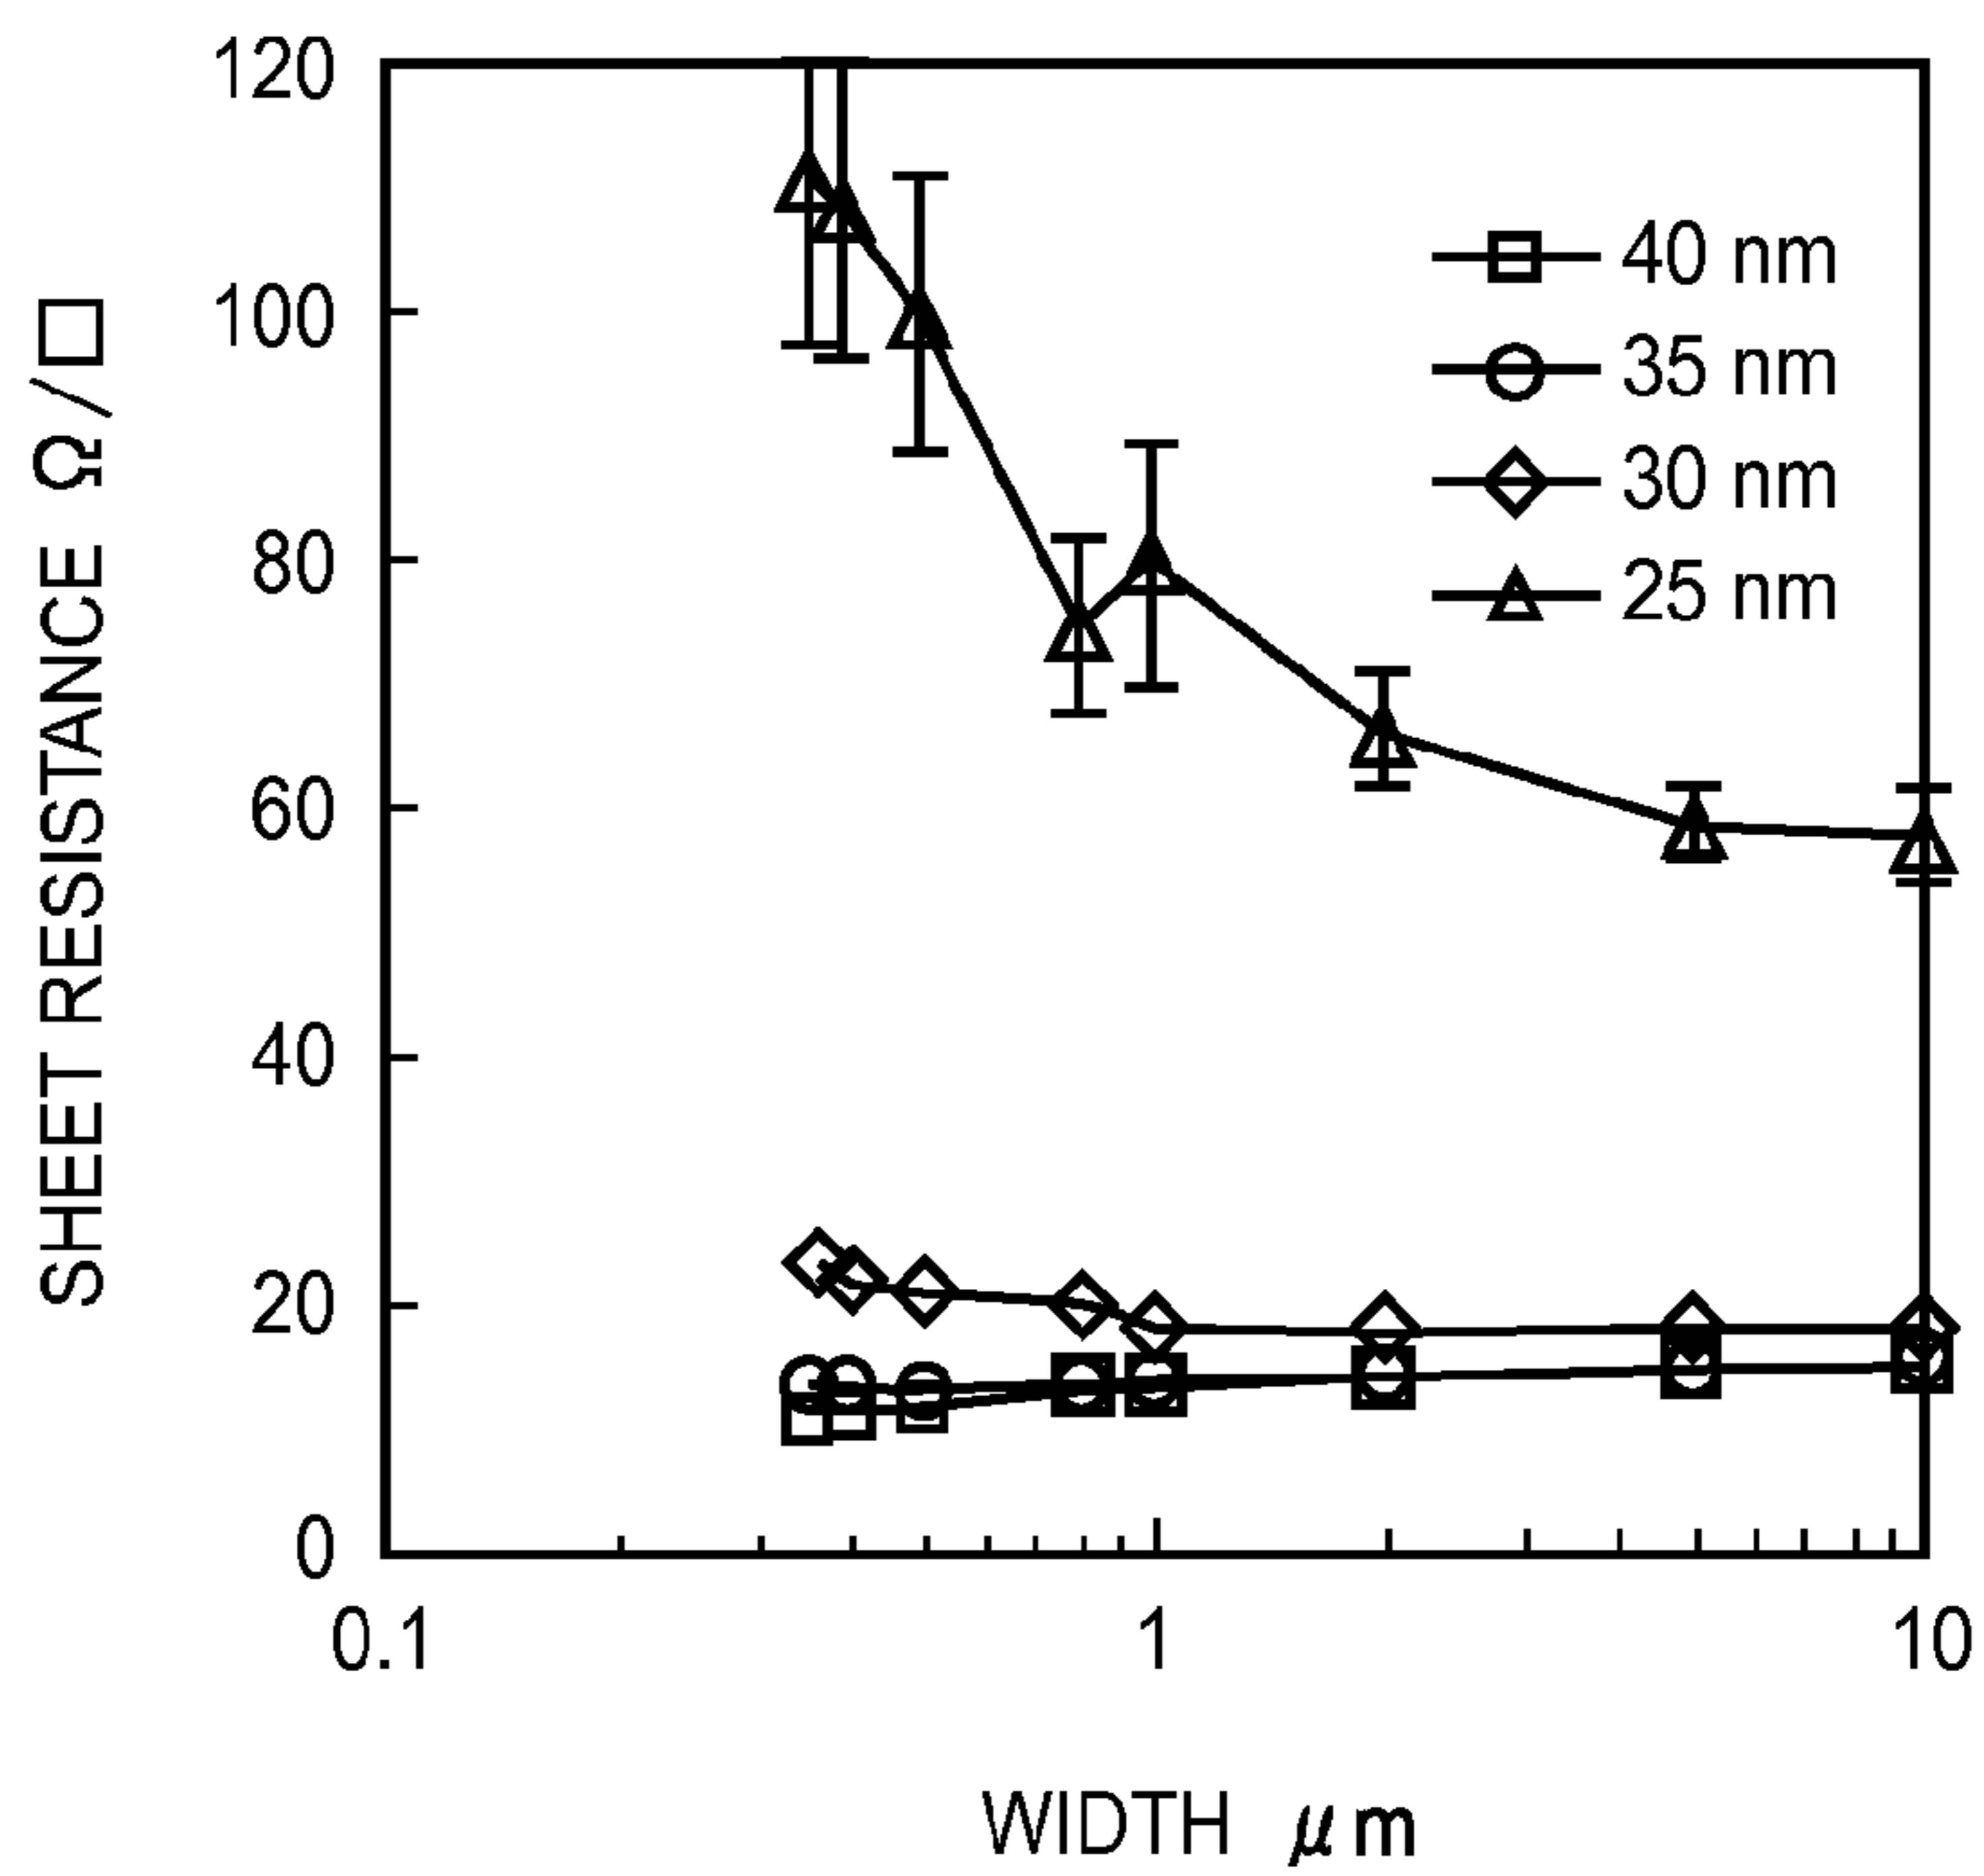 120
100
80
60
40
20
0
SHEET RESISTANCE Ω/□
40 nm
35 nm
30 nm
25 nm
0.1
1
10
WIDTH μm